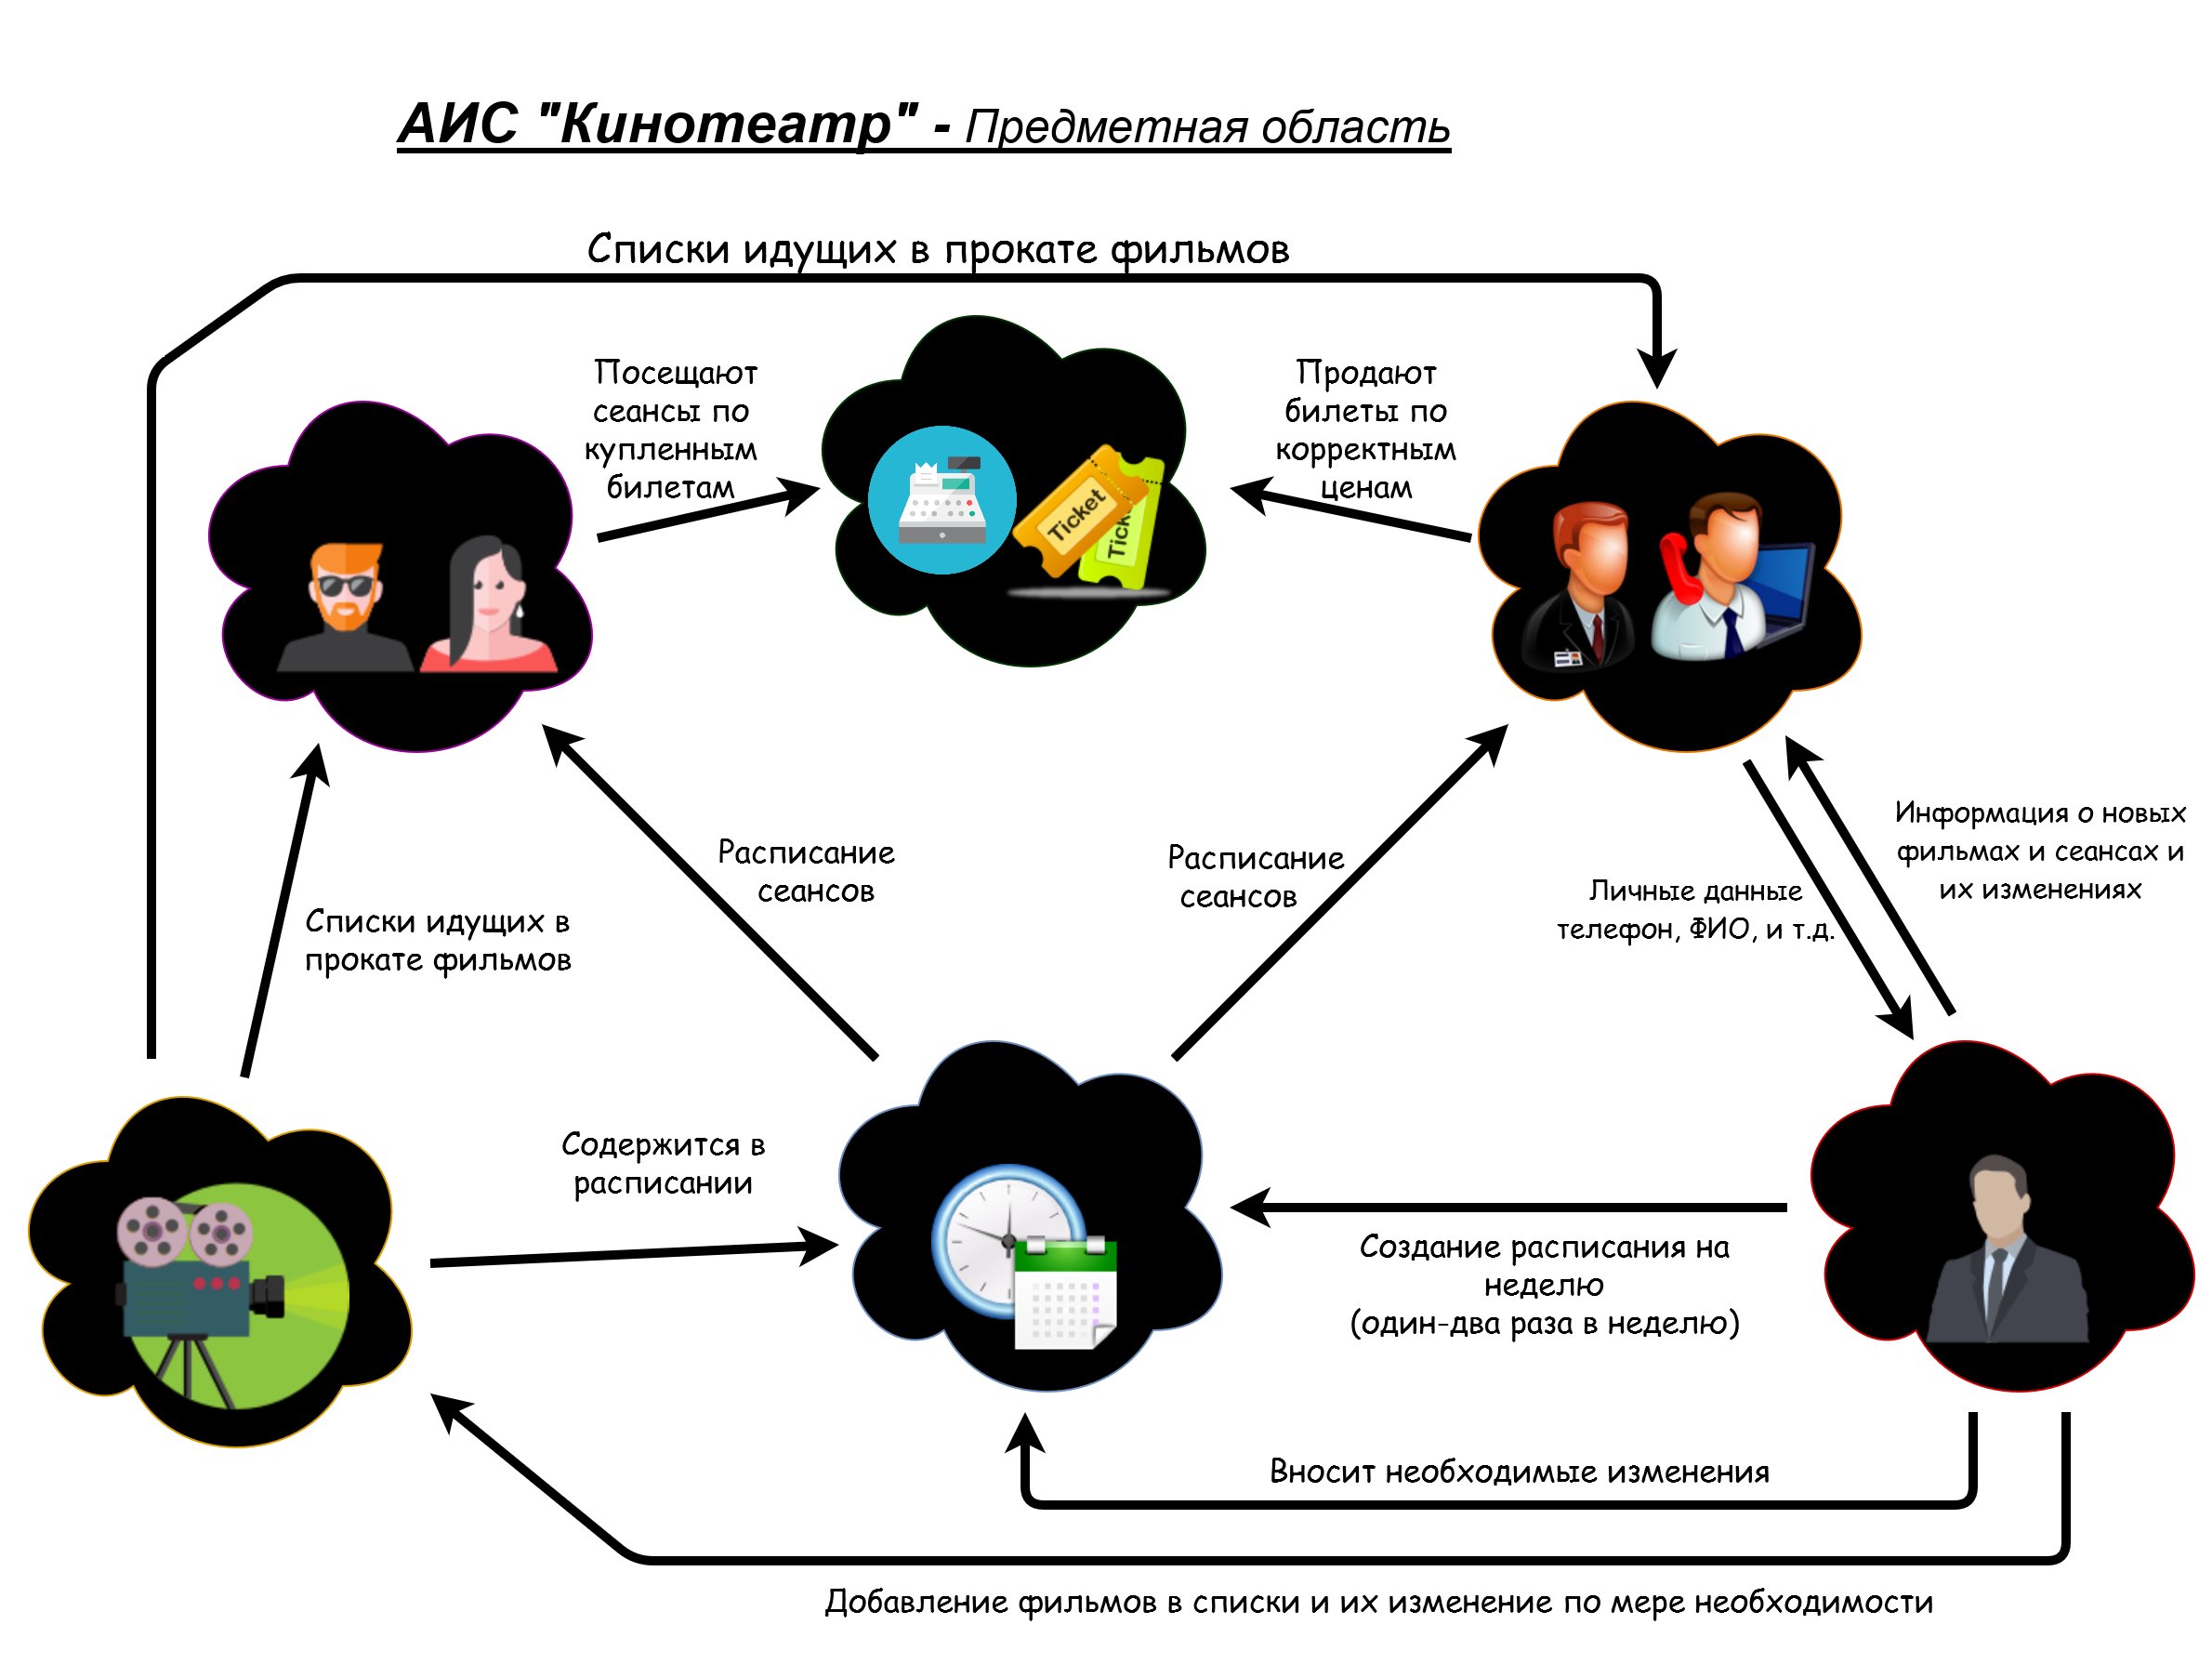 АИС "Кинотеатр" - Предметная область
Списки идущих в прокате фильмов
Посещают
сеансы по
купленным
билетам
Продают
билеты по
корректным
ценам
Ticket
Tick
Расписание
сеансов
Расписание
сеансов
Информация о новых
фильмах и сеансах и
их изменениях
Личные данные
телефон, ФИО, и т.д.
Списки идущих в
прокате фильмов
Содержится в
расписании
Создание расписания на
неделю
(один-два раза в неделю)
Вносит необходимые изменения
Добавление фильмов в списки и их изменение по мере необходимости